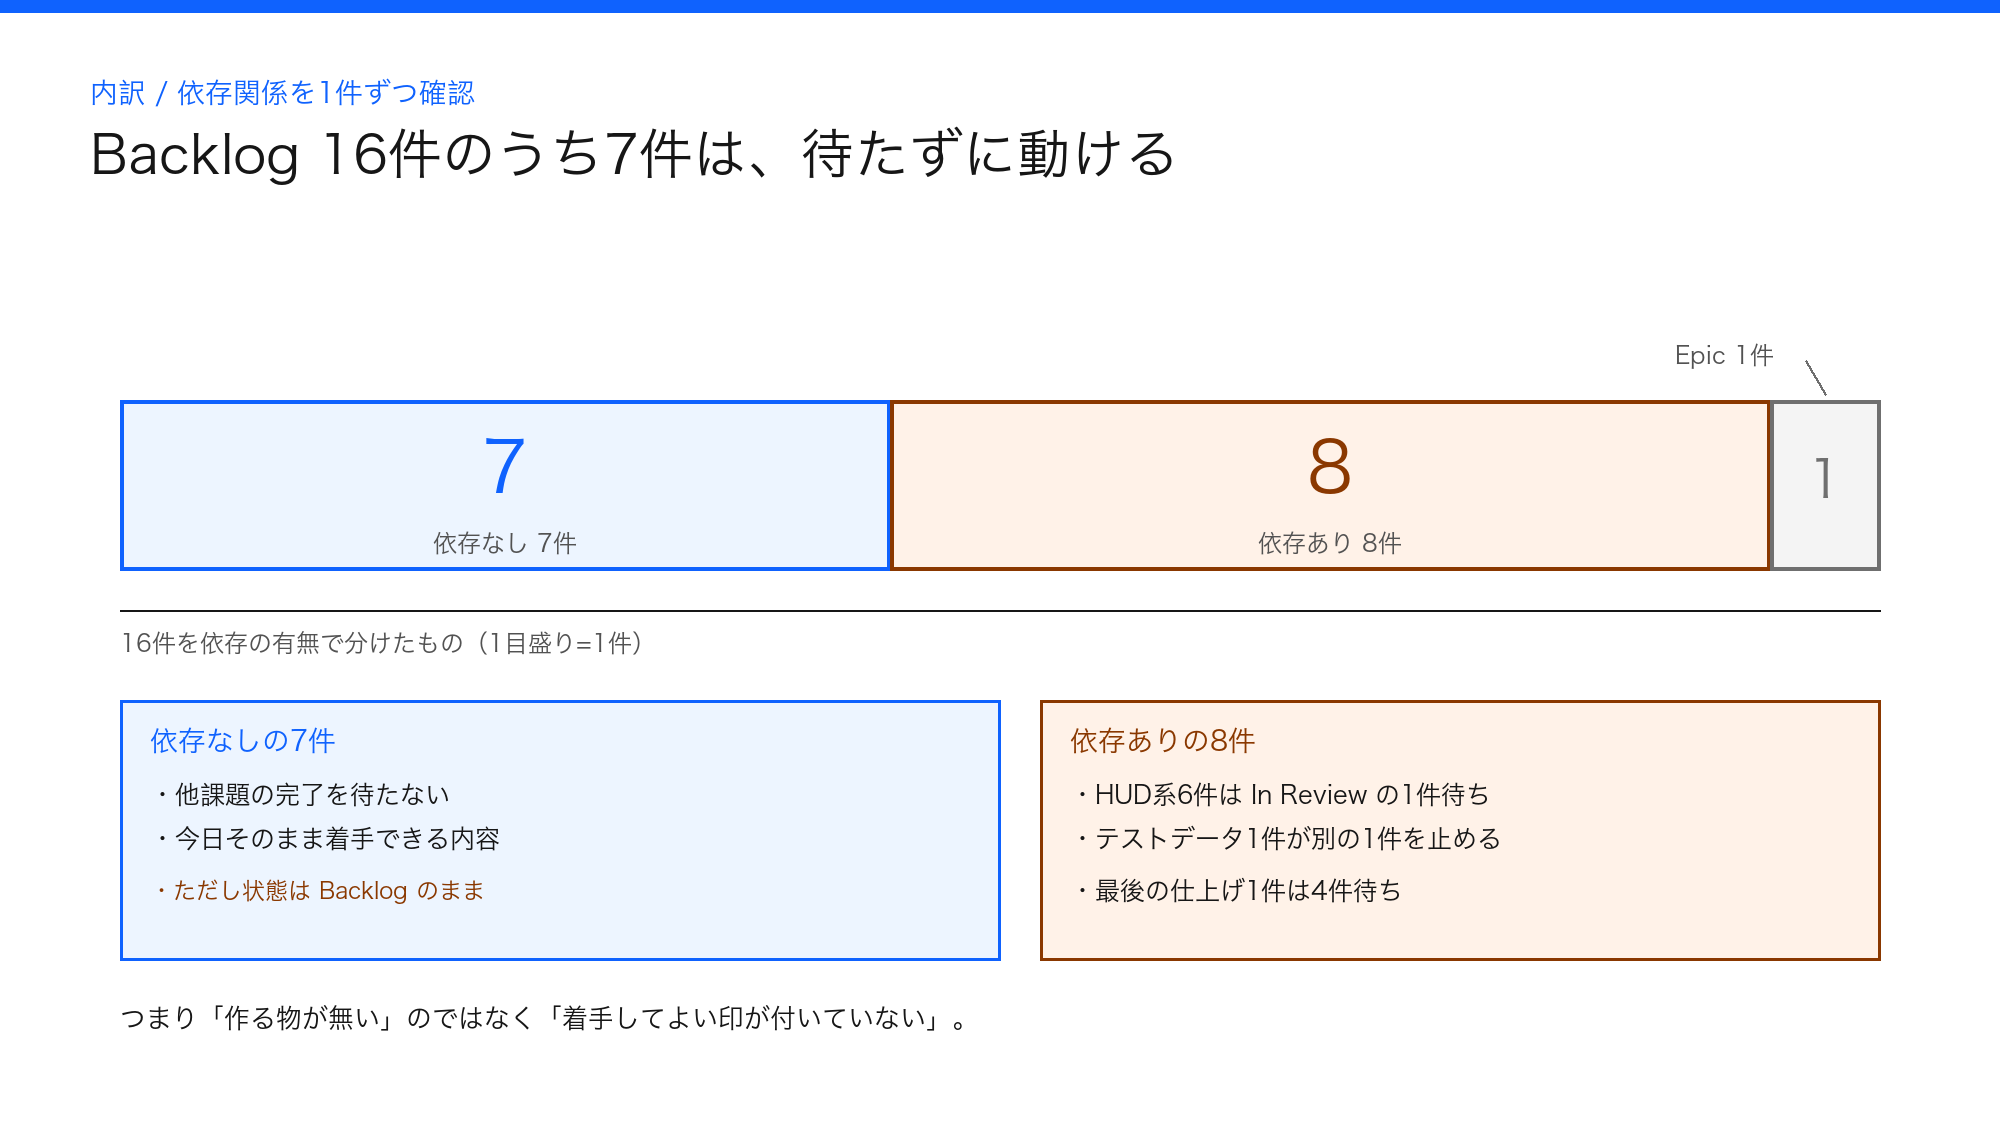 内訳 / 依存関係を1件ずつ確認
Backlog 16件のうち7件は、待たずに動ける
Epic 1件
7
8
1
依存なし 7件
依存あり 8件
16件を依存の有無で分けたもの（1目盛り=1件）
依存なしの7件
・他課題の完了を待たない
・今日そのまま着手できる内容
・ただし状態は Backlog のまま
依存ありの8件
・HUD系6件は In Review の1件待ち
・テストデータ1件が別の1件を止める
・最後の仕上げ1件は4件待ち
つまり「作る物が無い」のではなく「着手してよい印が付いていない」。